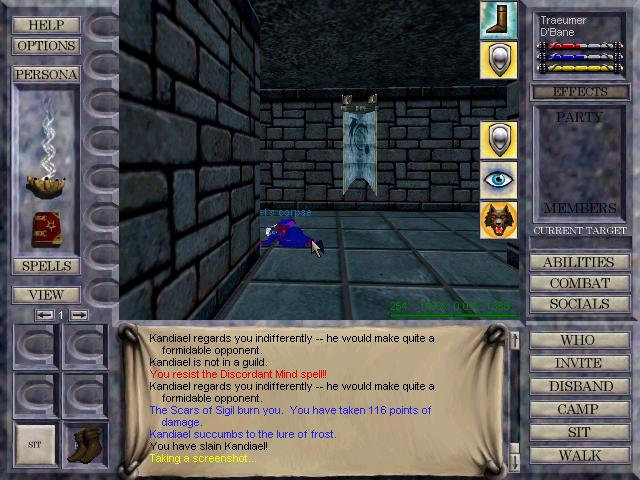 HELP
OPTIONS
PERSONA
SPELLS
VIEW
1
SIT
el's corpse
Traeumer
D'Bane
EFFECTS
PARTY
MEMBERS
CURRENT TARGET
ABILITIES
COMBAT
SOCIALS
WHO
INVITE
DISBAND
CAMP
SIT
WALK
Kandiael regards you indifferently -- he would make quite a
formidable opponent.
Kandiael is not in a guild.
You resist the Discordant Mind spell!!
Kandiael regards you indifferently -- he would make quite a
formidable opponent.
The Scars of Sigil burn you. You have taken 116 points of
damage.
Kandiael succumbs to the lure of frost.
You have slain Kandiael!
Taking a screenshot...